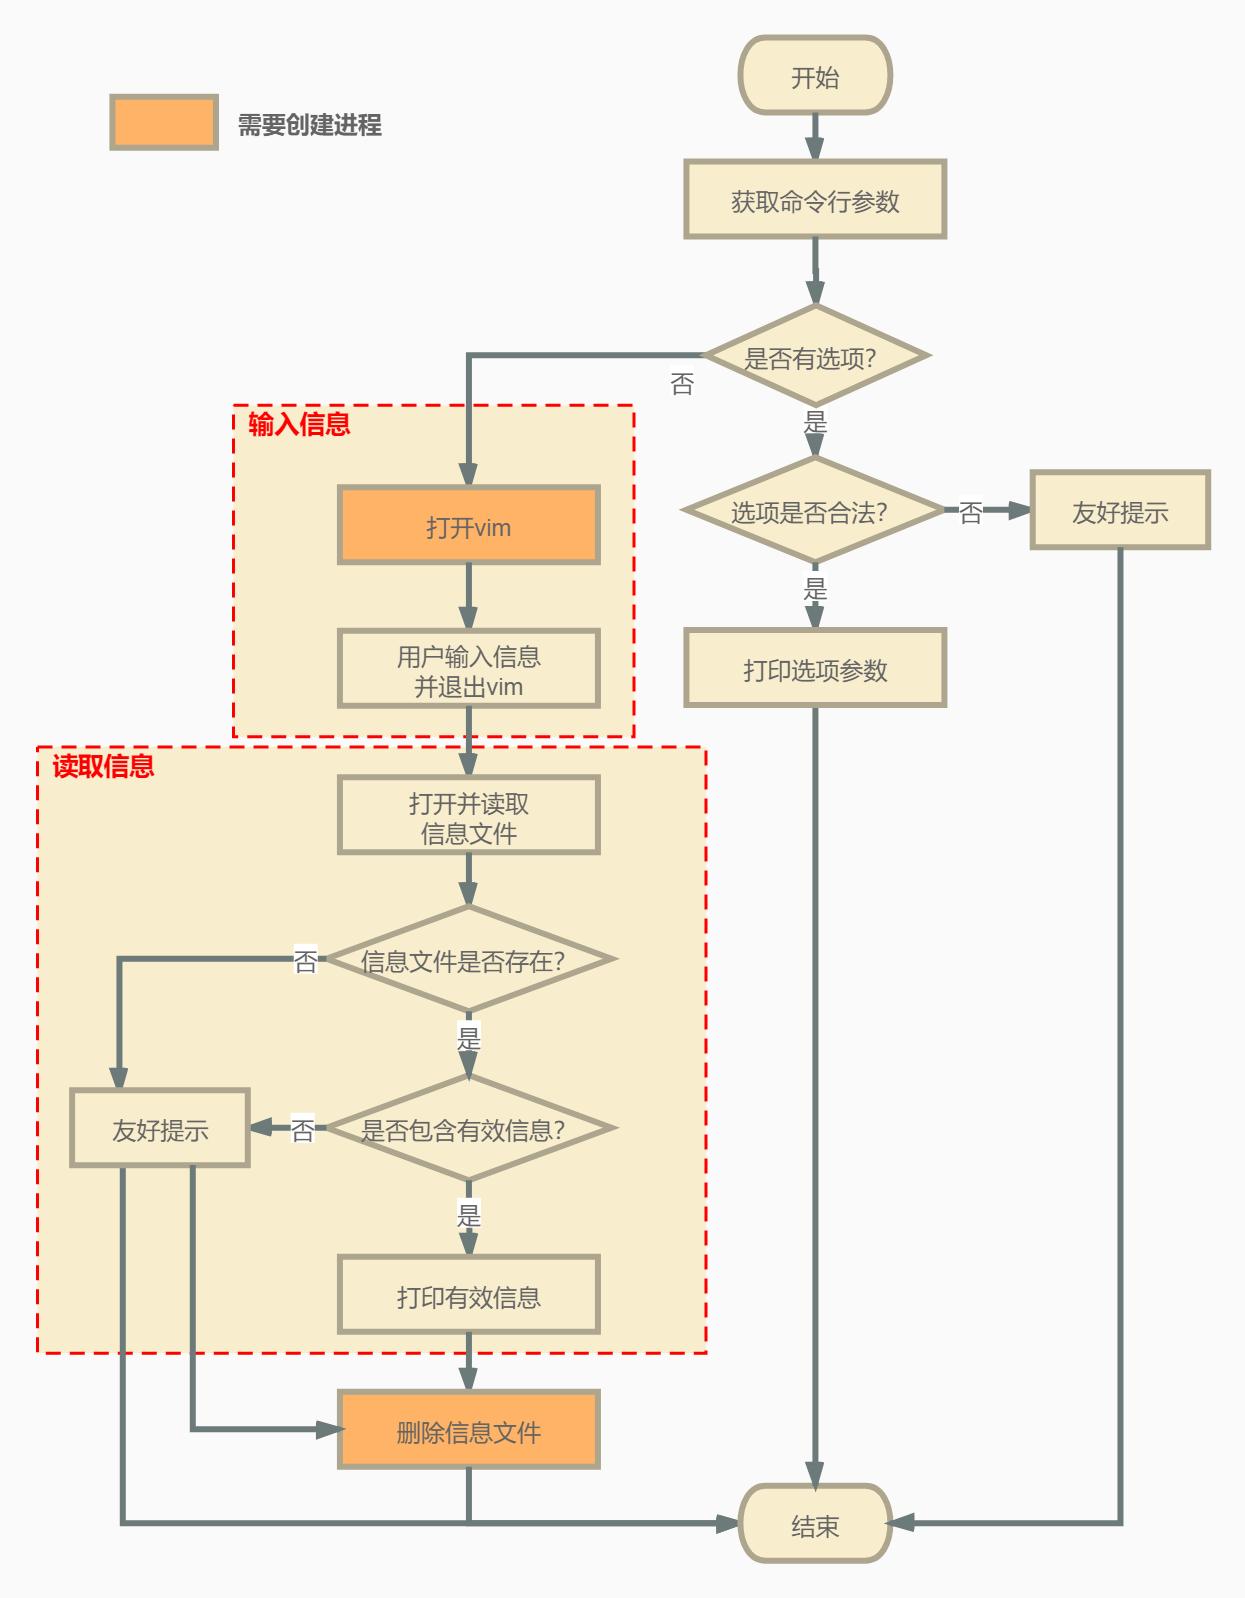 开始
需要创建进程
获取命令行参数
是否有选项?
否
是
输入信息
打开vim
选项是否合法?
否
友好提示
是
用户输入信息
并退出vim
打印选项参数
读取信息
打开并读取
信息文件
信息文件是否存在?
否
是
友好提示
否
是否包含有效信息?
是
打印有效信息
删除信息文件
结束